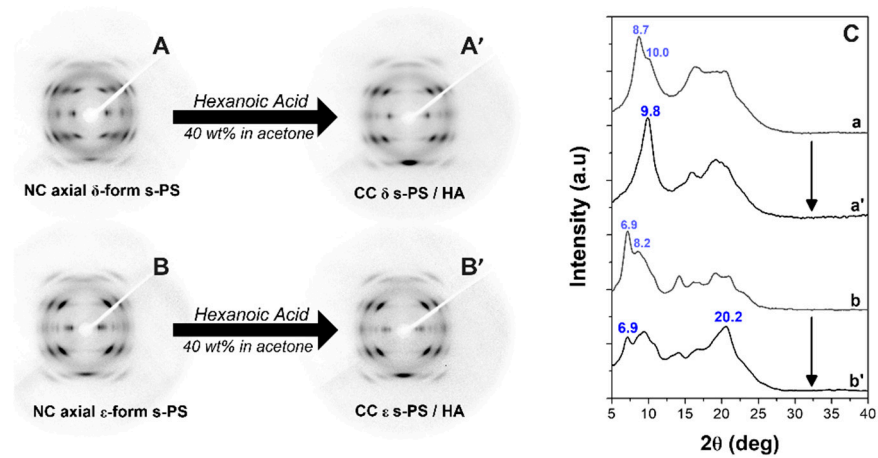 A
Hexanoic Acid
40 wt% in acetone
A'
NC axial δ-form s-PS
CC δ s-PS / HA
B
Hexanoic Acid
40 wt% in acetone
B'
NC axial ε-form s-PS
CC ε s-PS / HA
C
8.7
10.0
a
9.8
a'
6.9
8.2
b
6.9
20.2
b'
Intensity (a.u)
5 10 15 20 25 30 35 40
2θ (deg)